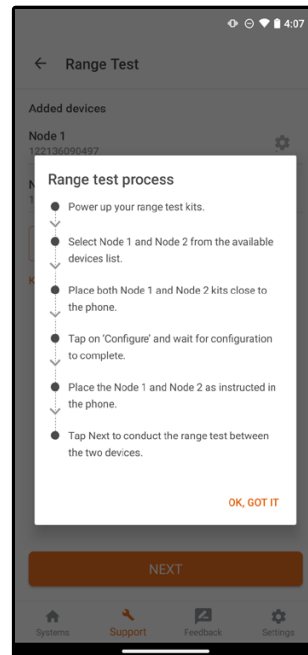 4:07
Range Test
Added devices
Node 1
122136090497
N
1
K
Range test process
Power up your range test kits.
Select Node 1 and Node 2 from the available
devices list.
Place both Node 1 and Node 2 kits close to
the phone.
Tap on 'Configure' and wait for configuration
to complete.
Place the Node 1 and Node 2 as instructed in
the phone.
Tap Next to conduct the range test between
the two devices.
OK, GOT IT
NEXT
Systems
Support
Feedback
Settings